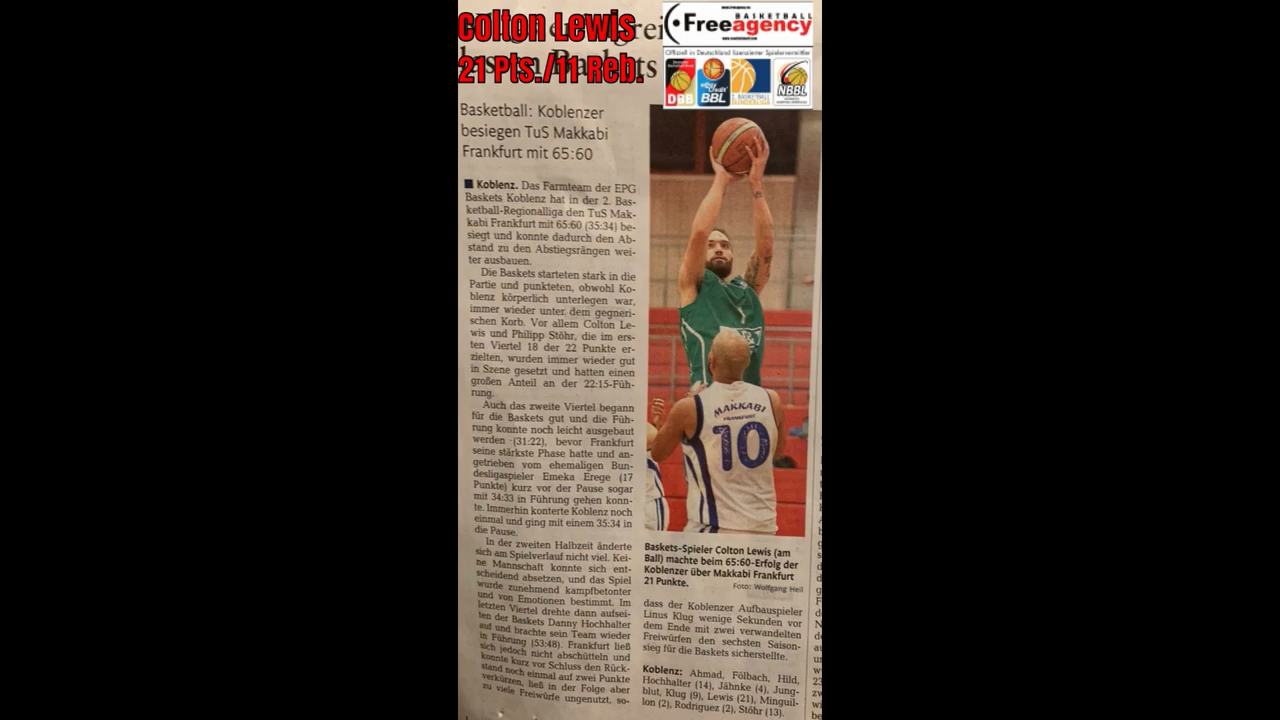 Colton Lewis
21 Pts./11 Reb.
BASKETBALL
Freeagency
Offiziell in Deutschland lizensierter Spielervermittler
DBB
BBL
NBBL
Basketball: Koblenzer
besiegen TuS Makkabi
Frankfurt mit 65:60
Koblenz. Das Farmteam der EPG
Baskets Koblenz hat in der 2. Bas-
ketball-Regionalliga den TuS Mak-
kabi Frankfurt mit 65:60 (35:34) be-
siegt und konnte dadurch den Ab-
stand zu den Abstiegsrängen wei-
ter ausbauen.
Die Baskets starteten stark in die
Partie und punkteten, obwohl Ko-
blenz körperlich unterlegen war,
immer wieder unter dem gegneri-
schen Korb. Vor allem Colton Le-
wis und Philipp Stöhr, die im ers-
ten Viertel 18 der 22 Punkte er-
zielten, wurden immer wieder gut
in Szene gesetzt und hatten einen
großen Anteil an der 22:15-Füh-
rung.
Auch das zweite Viertel begann
für die Baskets gut und die Füh-
rung konnte noch leicht ausgebaut
werden (31:22), bevor Frankfurt
seine stärkste Phase hatte und an-
getrieben vom ehemaligen Bun-
desligaspieler Emeka Erege (17
Punkte) kurz vor der Pause sogar
mit 34:33 in Führung gehen konn-
te. Immerhin konterte Koblenz noch
einmal und ging mit einem 35:34 in
die Pause.
In der zweiten Halbzeit änderte
sich am Spielverlauf nicht viel. Kei-
ne Mannschaft konnte sich ent-
scheidend absetzen, und das Spiel
wurde zunehmend kampfbetonter
und von Emotionen bestimmt. Im
letzten Viertel drehte dann aufsei-
ten der Baskets Danny Hochhalter
auf und brachte sein Team wieder
in Führung (53:48). Frankfurt ließ
sich jedoch nicht abschütteln und
konnte kurz vor Schluss den Rück-
stand noch einmal auf zwei Punkte
verkürzen, ließ in der Folge aber
zu viele Freiwürfe ungenutzt, so-
MAKKABI
FRANKFURT
10
Baskets-Spieler Colton Lewis (am
Ball) machte beim 65:60-Erfolg der
Koblenzer über Makkabi Frankfurt
21 Punkte.
Foto: Wolfgang Heil
dass der Koblenzer Aufbauspieler
Linus Klug wenige Sekunden vor
dem Ende mit zwei verwandelten
Freiwürfen den sechsten Saison-
sieg für die Baskets sicherstellte.
Koblenz: Ahmad, Fölbach, Hild,
Hochhalter (14), Jähnke (4), Jung-
blut, Klug (9), Lewis (21), Minguil-
lon (2), Rodriguez (2), Stöhr (13).